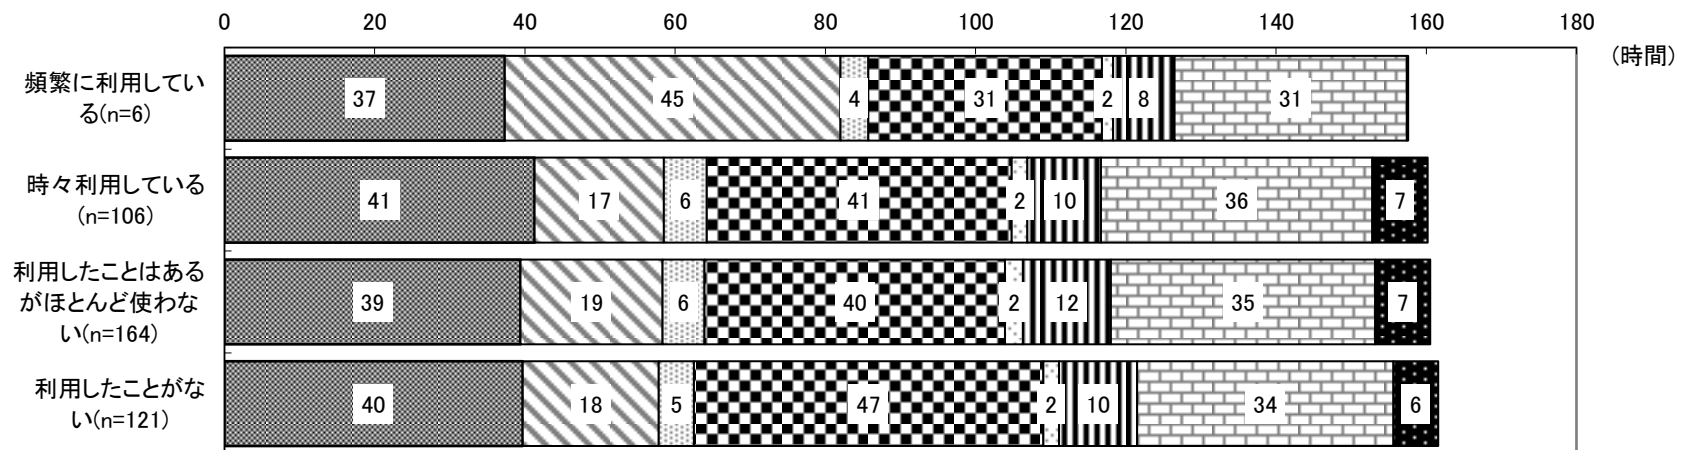 0 20 40 60 80 100 120 140 160 180
(時間)
頻繁に利用してい
る(n=6)
37 45 4 31 2 8 31
時々利用している
(n=106)
41 17 6 41 2 10 36 7
利用したことはある
がほとんど使わな
い(n=164)
39 19 6 40 2 12 35 7
利用したことがな
い(n=121)
40 18 5 47 2 10 34 6